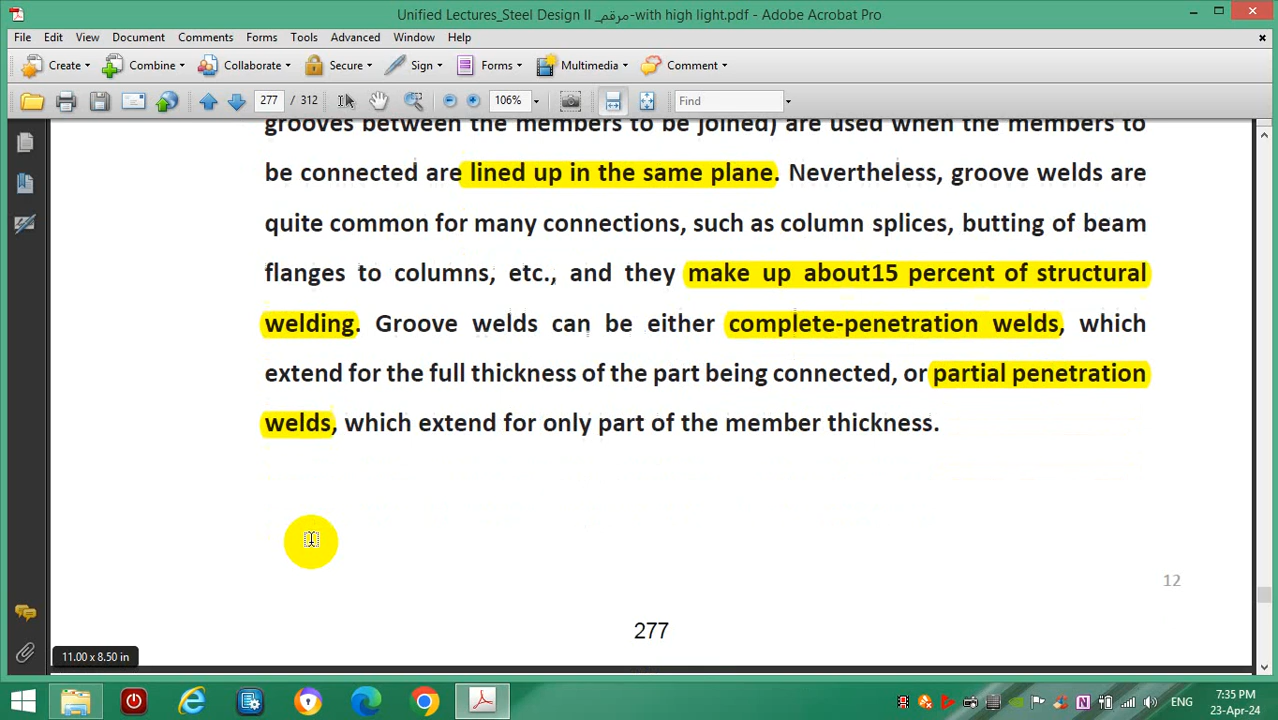 Unified Lectures_Steel Design II _مرقم-with high light.pdf - Adobe Acrobat Pro
File Edit View Document Comments Forms Tools Advanced Window Help
Create Combine Collaborate Secure Sign Forms Multimedia Comment
277 / 312 106% Find
grooves between the members to be joined) are used when the members to
be connected are lined up in the same plane. Nevertheless, groove welds are
quite common for many connections, such as column splices, butting of beam
flanges to columns, etc., and they make up about15 percent of structural
welding. Groove welds can be either complete-penetration welds, which
extend for the full thickness of the part being connected, or partial penetration
welds, which extend for only part of the member thickness.
12
277
11.00 x 8.50 in
ENG
7:35 PM
23-Apr-24